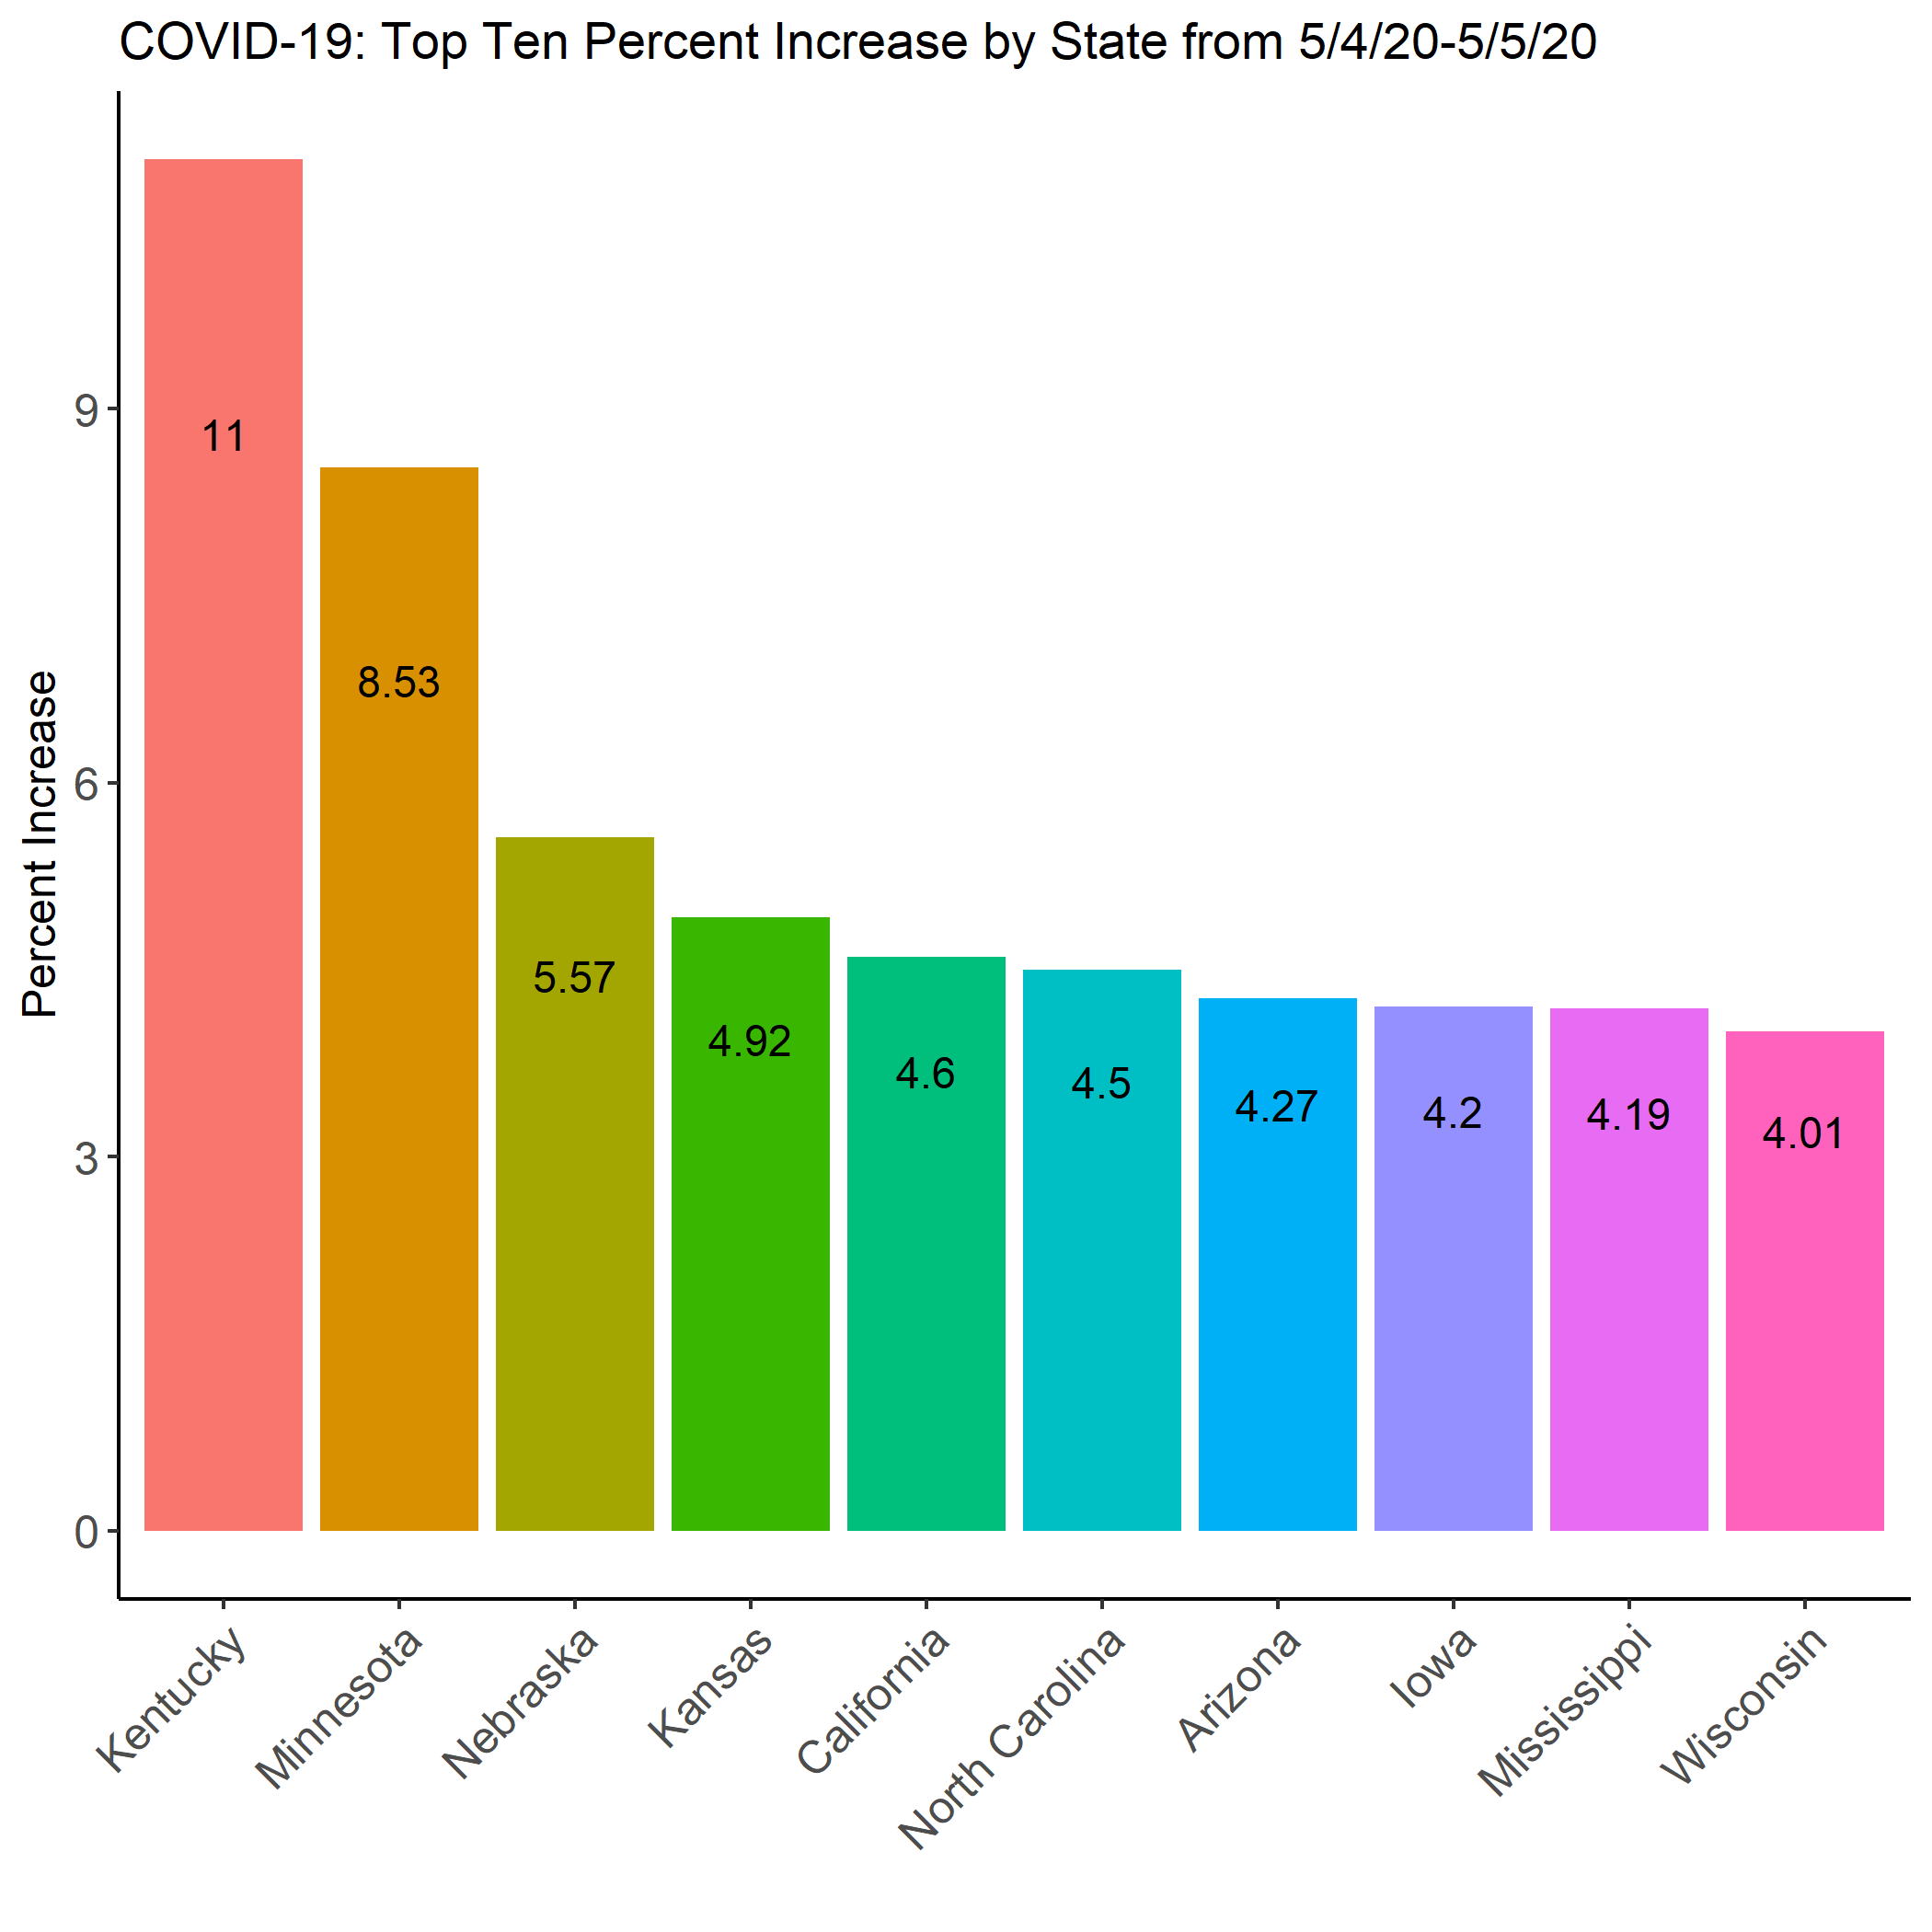 COVID-19: Top Ten Percent Increase by State from 5/4/20-5/5/20
Percent Increase
9
6
3
0
11
8.53
5.57
4.92
4.6
4.5
4.27
4.2
4.19
4.01
Kentucky
Minnesota
Nebraska
Kansas
California
North Carolina
Arizona
Iowa
Mississippi
Wisconsin